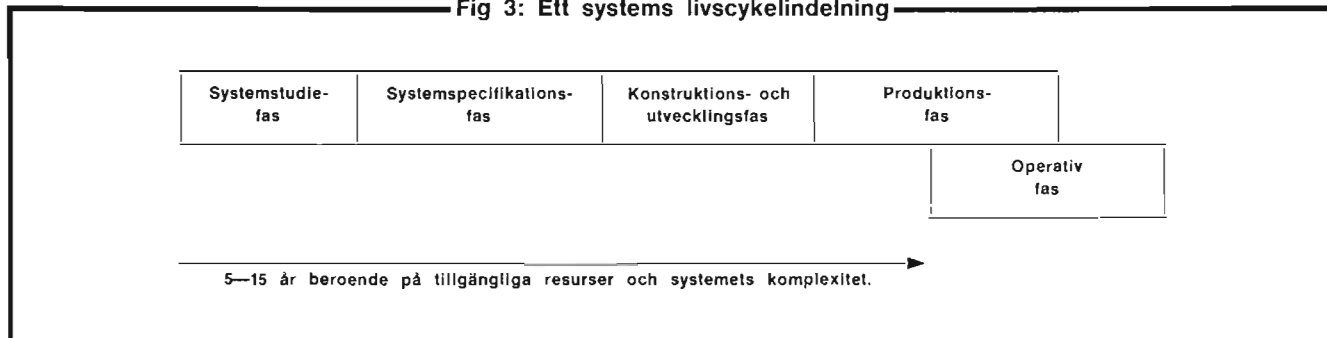 Fig 3: Ett systems livscykelindelning
Systemstudie-
fas
Systemspecifikations-
fas
Konstruktions- och
utvecklingsfas
Produktions-
fas
Operativ
fas
5—15 år beroende på tillgängliga resurser och systemets komplexitet.